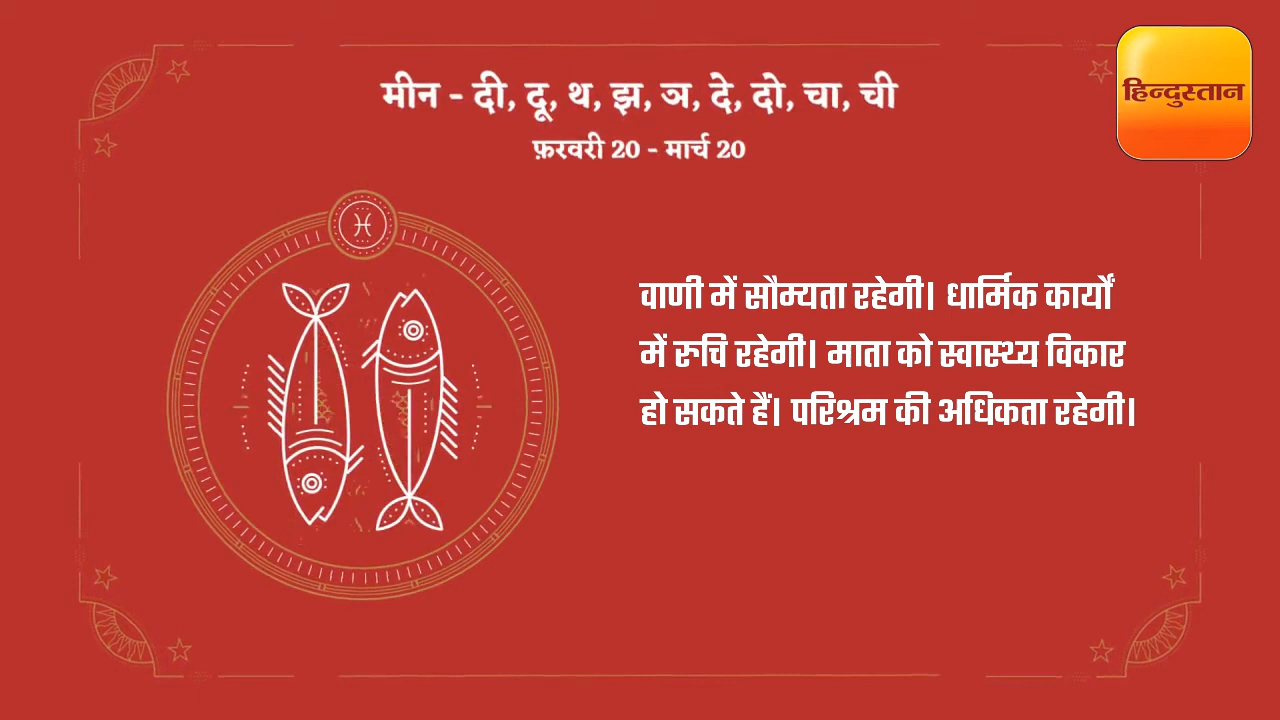 मीन - दी, दू, थ, झ, ञ, दे, दो, चा, ची
फ़रवरी 20 - मार्च 20
हिन्दुस्तान
वाणी में सौम्यता रहेगी। धार्मिक कार्यों
में रुचि रहेगी। माता को स्वास्थ्य विकार
हो सकते हैं। परिश्रम की अधिकता रहेगी।